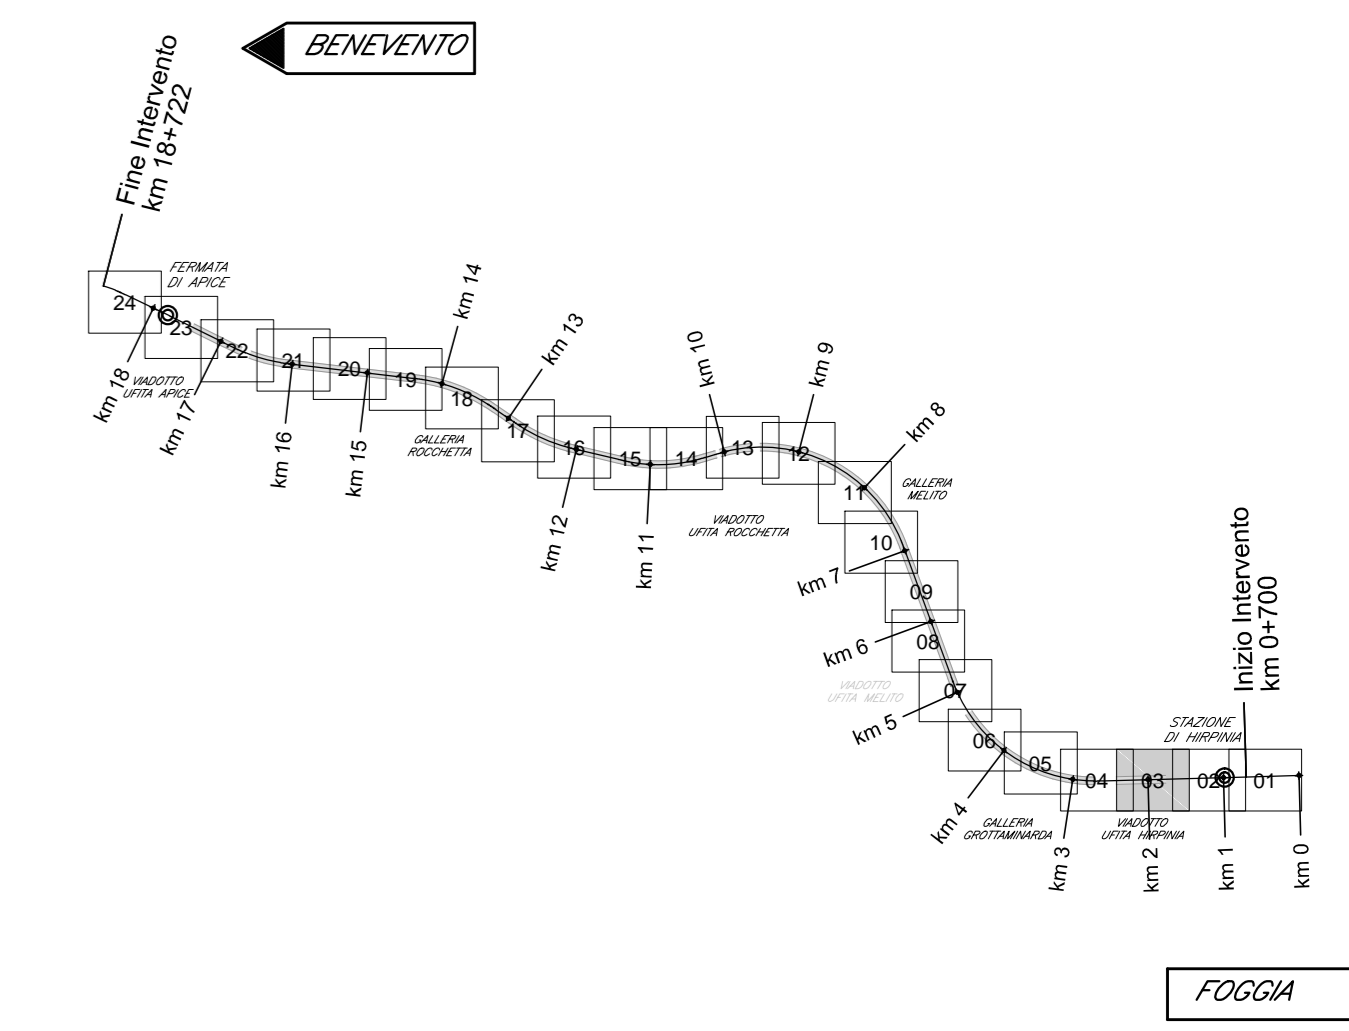 BENEVENTO
Fine Intervento
km 18+722
FERMATA
DI APICE
24
23
22
21
20
19
18
17
16
15
14
13
12
11
10
09
08
07
06
05
04
03
02
01
km 18
VIADOTTO
UFITA APICE
km 17
km 16
km 15
km 14
GALLERIA
ROCCHETTA
km 13
km 12
km 11
VIADOTTO
UFITA ROCCHETTA
km 10
km 9
km 8
GALLERIA
MELITO
km 7
km 6
VIADOTTO
UFITA MELITO
km 5
km 4
GALLERIA
GROTTAMINARDA
km 3
VIADOTTO
UFITA HIRPINIA
km 2
STAZIONE
DI HIRPINIA
km 1
Inizio Intervento
km 0+700
km 0
FOGGIA